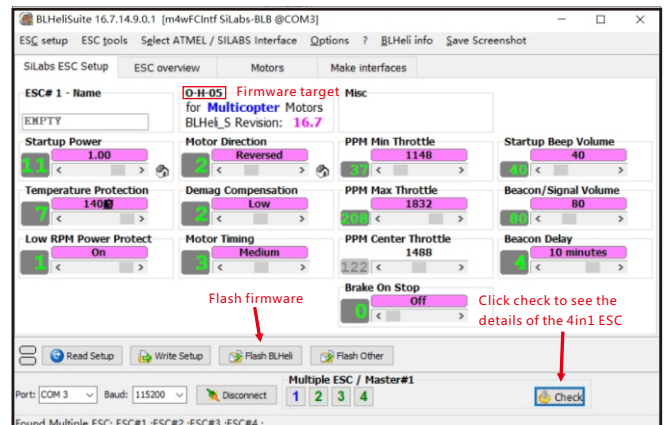 BLHeliSuite 16.7.14.9.0.1 [m4wFCIntf SiLabs-BLB @COM3]
ESC setup ESC tools Select ATMEL / SILABS Interface Options ? BLHeli info Save Screenshot
SiLabs ESC Setup ESC overview Motors Make interfaces
ESC# 1 - Name
EMPTY
O-H-05 Firmware target
for Multicopter Motors
BLHeli_S Revision: 16.7
Misc
Startup Power
1.00
11
Motor Direction
Reversed
2
PPM Min Throttle
1148
37
Startup Beep Volume
40
40
Temperature Protection
140
7
Demag Compensation
Low
2
PPM Max Throttle
1832
208
Beacon/Signal Volume
80
80
Low RPM Power Protect
On
1
Motor Timing
Medium
3
PPM Center Throttle
1488
122
Beacon Delay
10 minutes
4
Brake On Stop
Off
0
Flash firmware
Click check to see the
details of the 4in1 ESC
Read Setup Write Setup Flash BLHeli Flash Other
Port: COM 3 Baud: 115200 Disconnect
Multiple ESC / Master#1
1 2 3 4
Check
Found Multiple ESC: ESC#1 :ESC#2 :ESC#3 :ESC#4 :